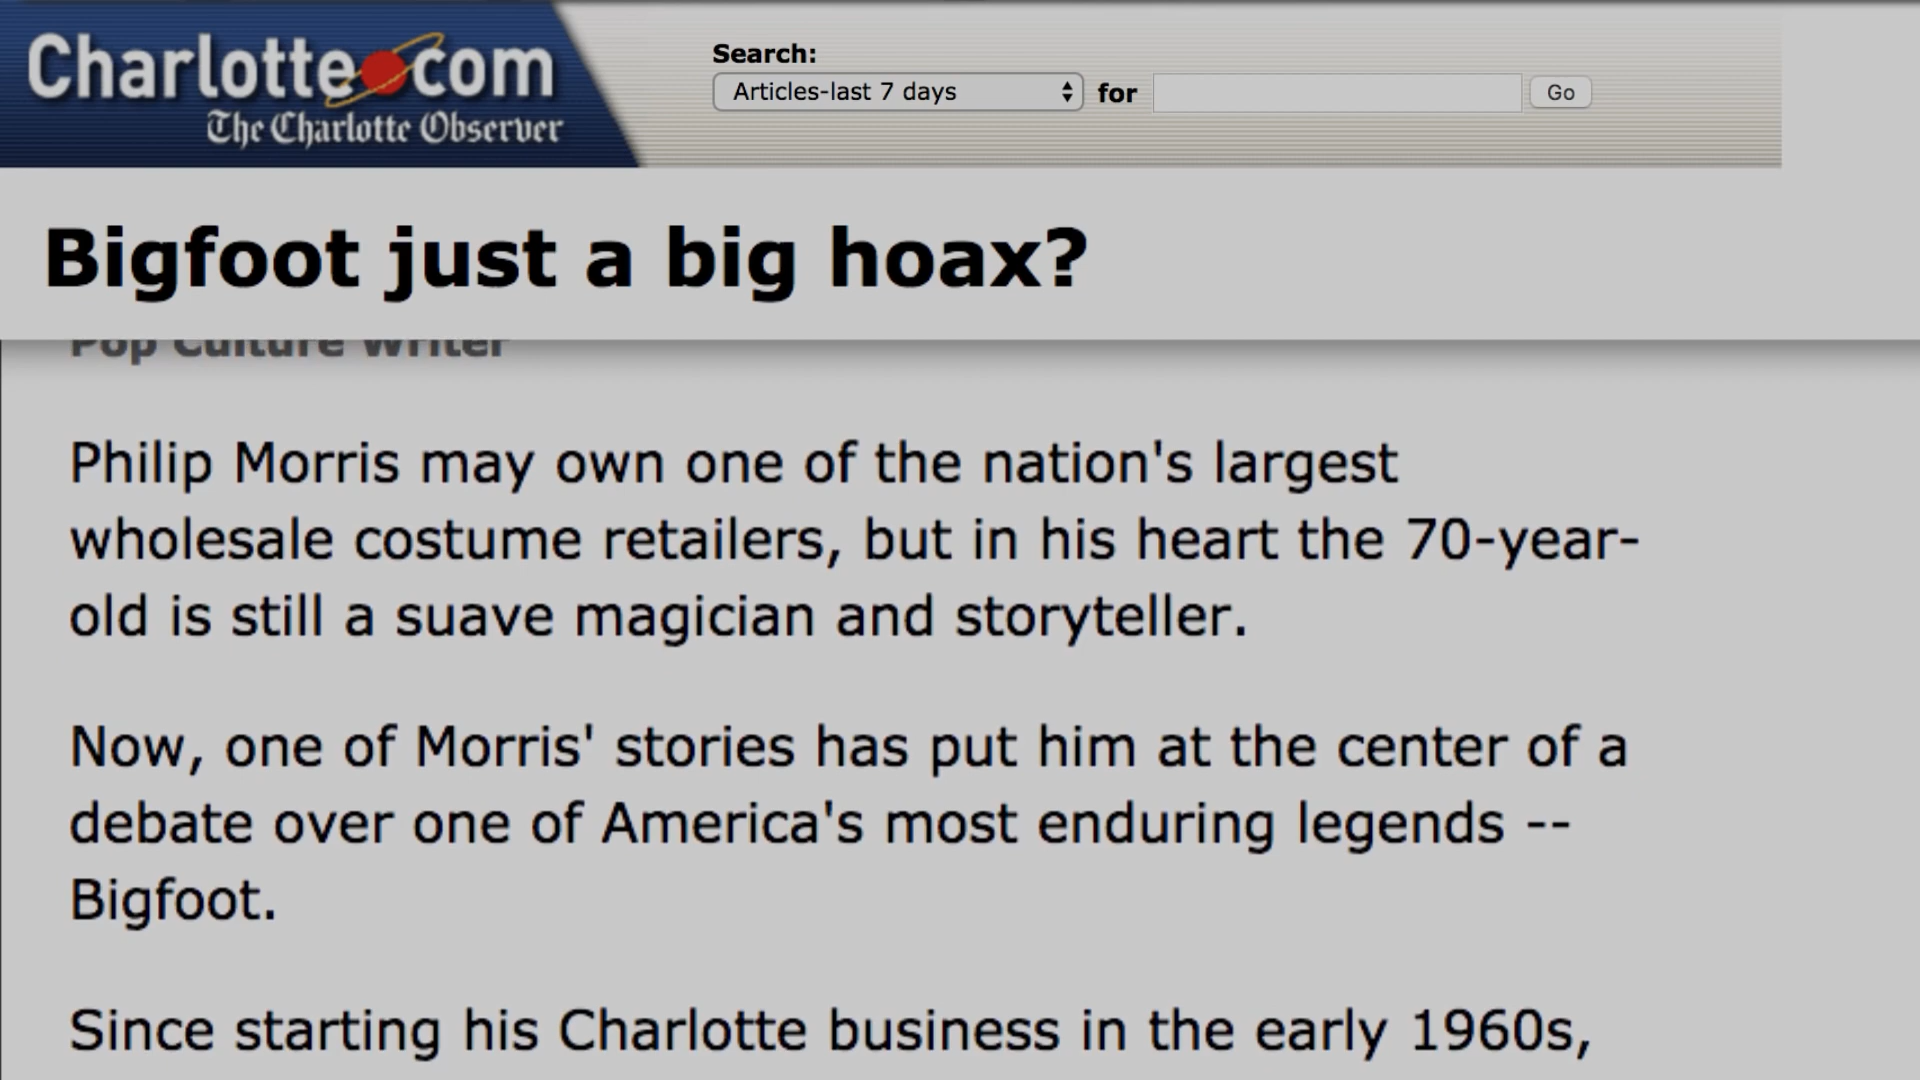 Charlotte.com
The Charlotte Observer
Search:
Articles-last 7 days for Go
Bigfoot just a big hoax?
Pop Culture Writer
Philip Morris may own one of the nation's largest
wholesale costume retailers, but in his heart the 70-year-
old is still a suave magician and storyteller.
Now, one of Morris' stories has put him at the center of a
debate over one of America's most enduring legends --
Bigfoot.
Since starting his Charlotte business in the early 1960s,